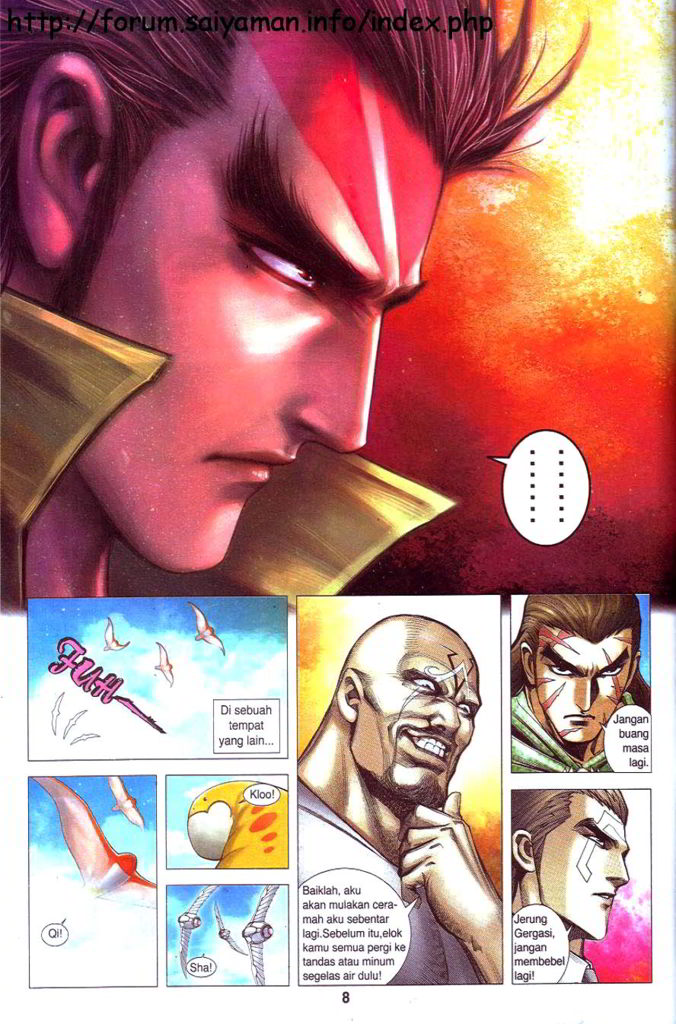 http://forum.saiyaman.info/index.php
FUH
Di sebuah
tempat
yang lain...
Qi!
Kloo!
Sha!
Baiklah, aku
akan mulakan cera-
mah aku sebentar
lagi.Sebelum itu,elok
kamu semua pergi ke
tandas atau minum
segelas air dulu!
Jangan
buang
masa
lagi.
Jerung
Gergasi,
jangan
membebel
lagi!
8